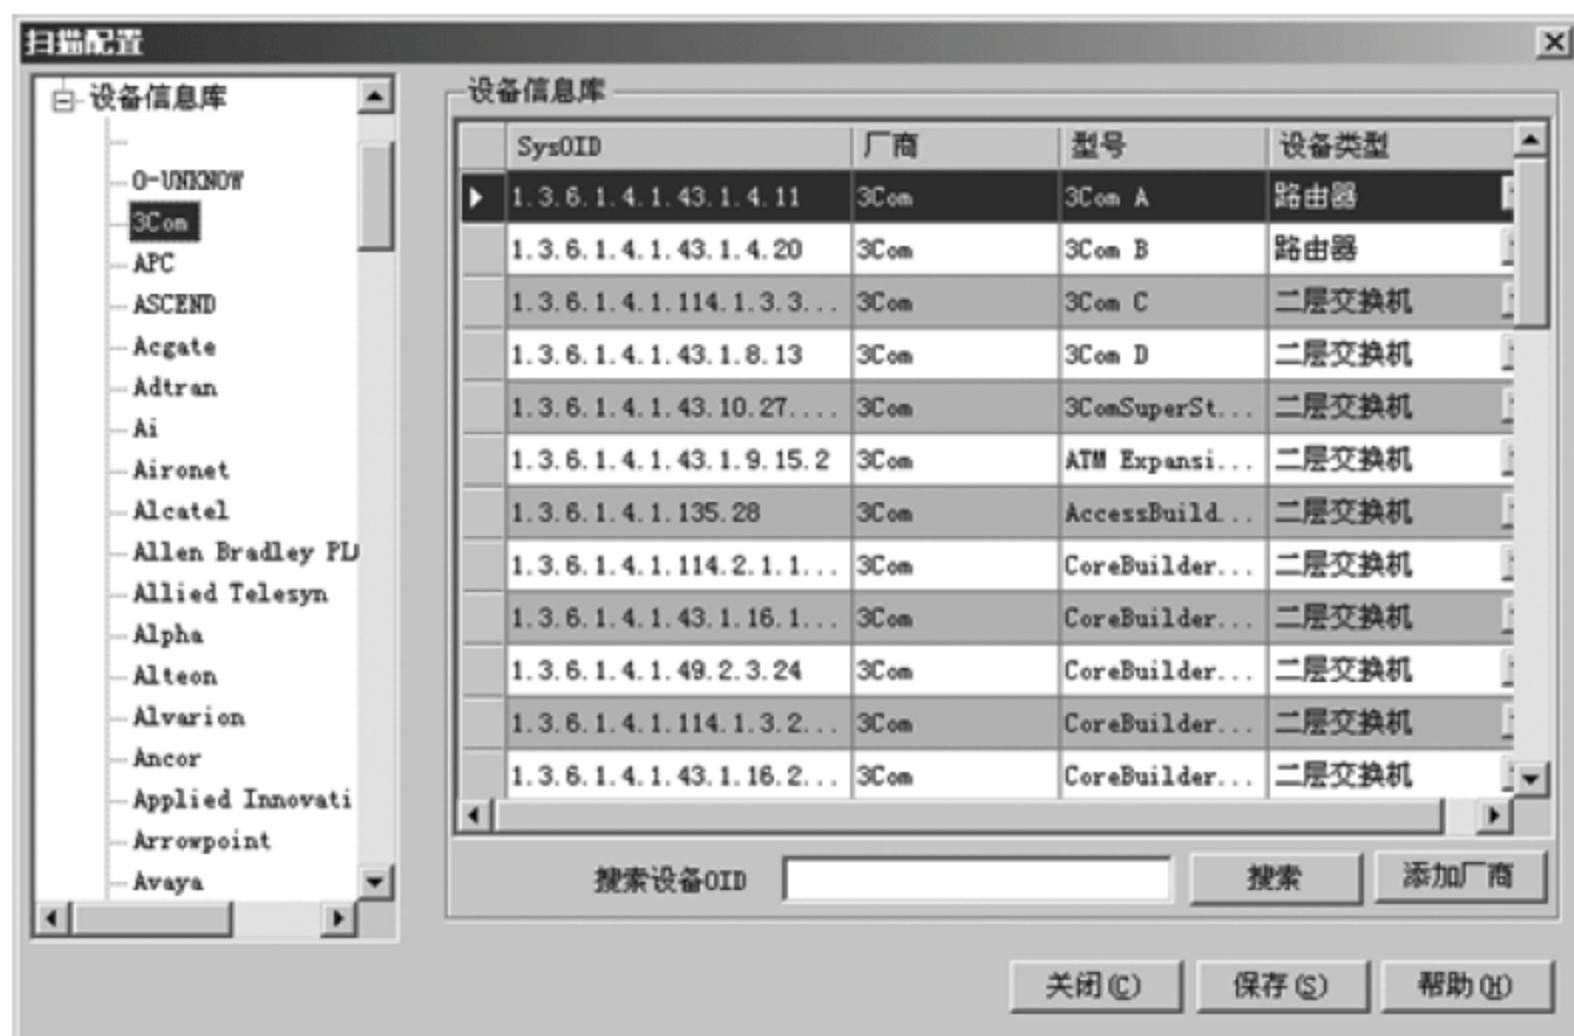 扫描配置
设备信息库
O-UNKNOW
3Com
APC
ASCEND
Acgate
Adtran
Ai
Aironet
Alcatel
Allen Bradley PL
Allied Telesyn
Alpha
Alteon
Alvarion
Ancor
Applied Innovati
Arrowpoint
Avaya
设备信息库
SysOID 厂商 型号 设备类型
1.3.6.1.4.1.43.1.4.11 3Com 3Com A 路由器
1.3.6.1.4.1.43.1.4.20 3Com 3Com B 路由器
1.3.6.1.4.1.114.1.3.3... 3Com 3Com C 二层交换机
1.3.6.1.4.1.43.1.8.13 3Com 3Com D 二层交换机
1.3.6.1.4.1.43.10.27.... 3Com 3ComSuperSt... 二层交换机
1.3.6.1.4.1.43.1.9.15.2 3Com ATM Expansi... 二层交换机
1.3.6.1.4.1.135.28 3Com AccessBuild... 二层交换机
1.3.6.1.4.1.114.2.1.1... 3Com CoreBuilder... 二层交换机
1.3.6.1.4.1.43.1.16.1... 3Com CoreBuilder... 二层交换机
1.3.6.1.4.1.49.2.3.24 3Com CoreBuilder... 二层交换机
1.3.6.1.4.1.114.1.3.2... 3Com CoreBuilder... 二层交换机
1.3.6.1.4.1.43.1.16.2... 3Com CoreBuilder... 二层交换机
搜索设备OID 搜索 添加厂商
关闭(C) 保存(S) 帮助(H)